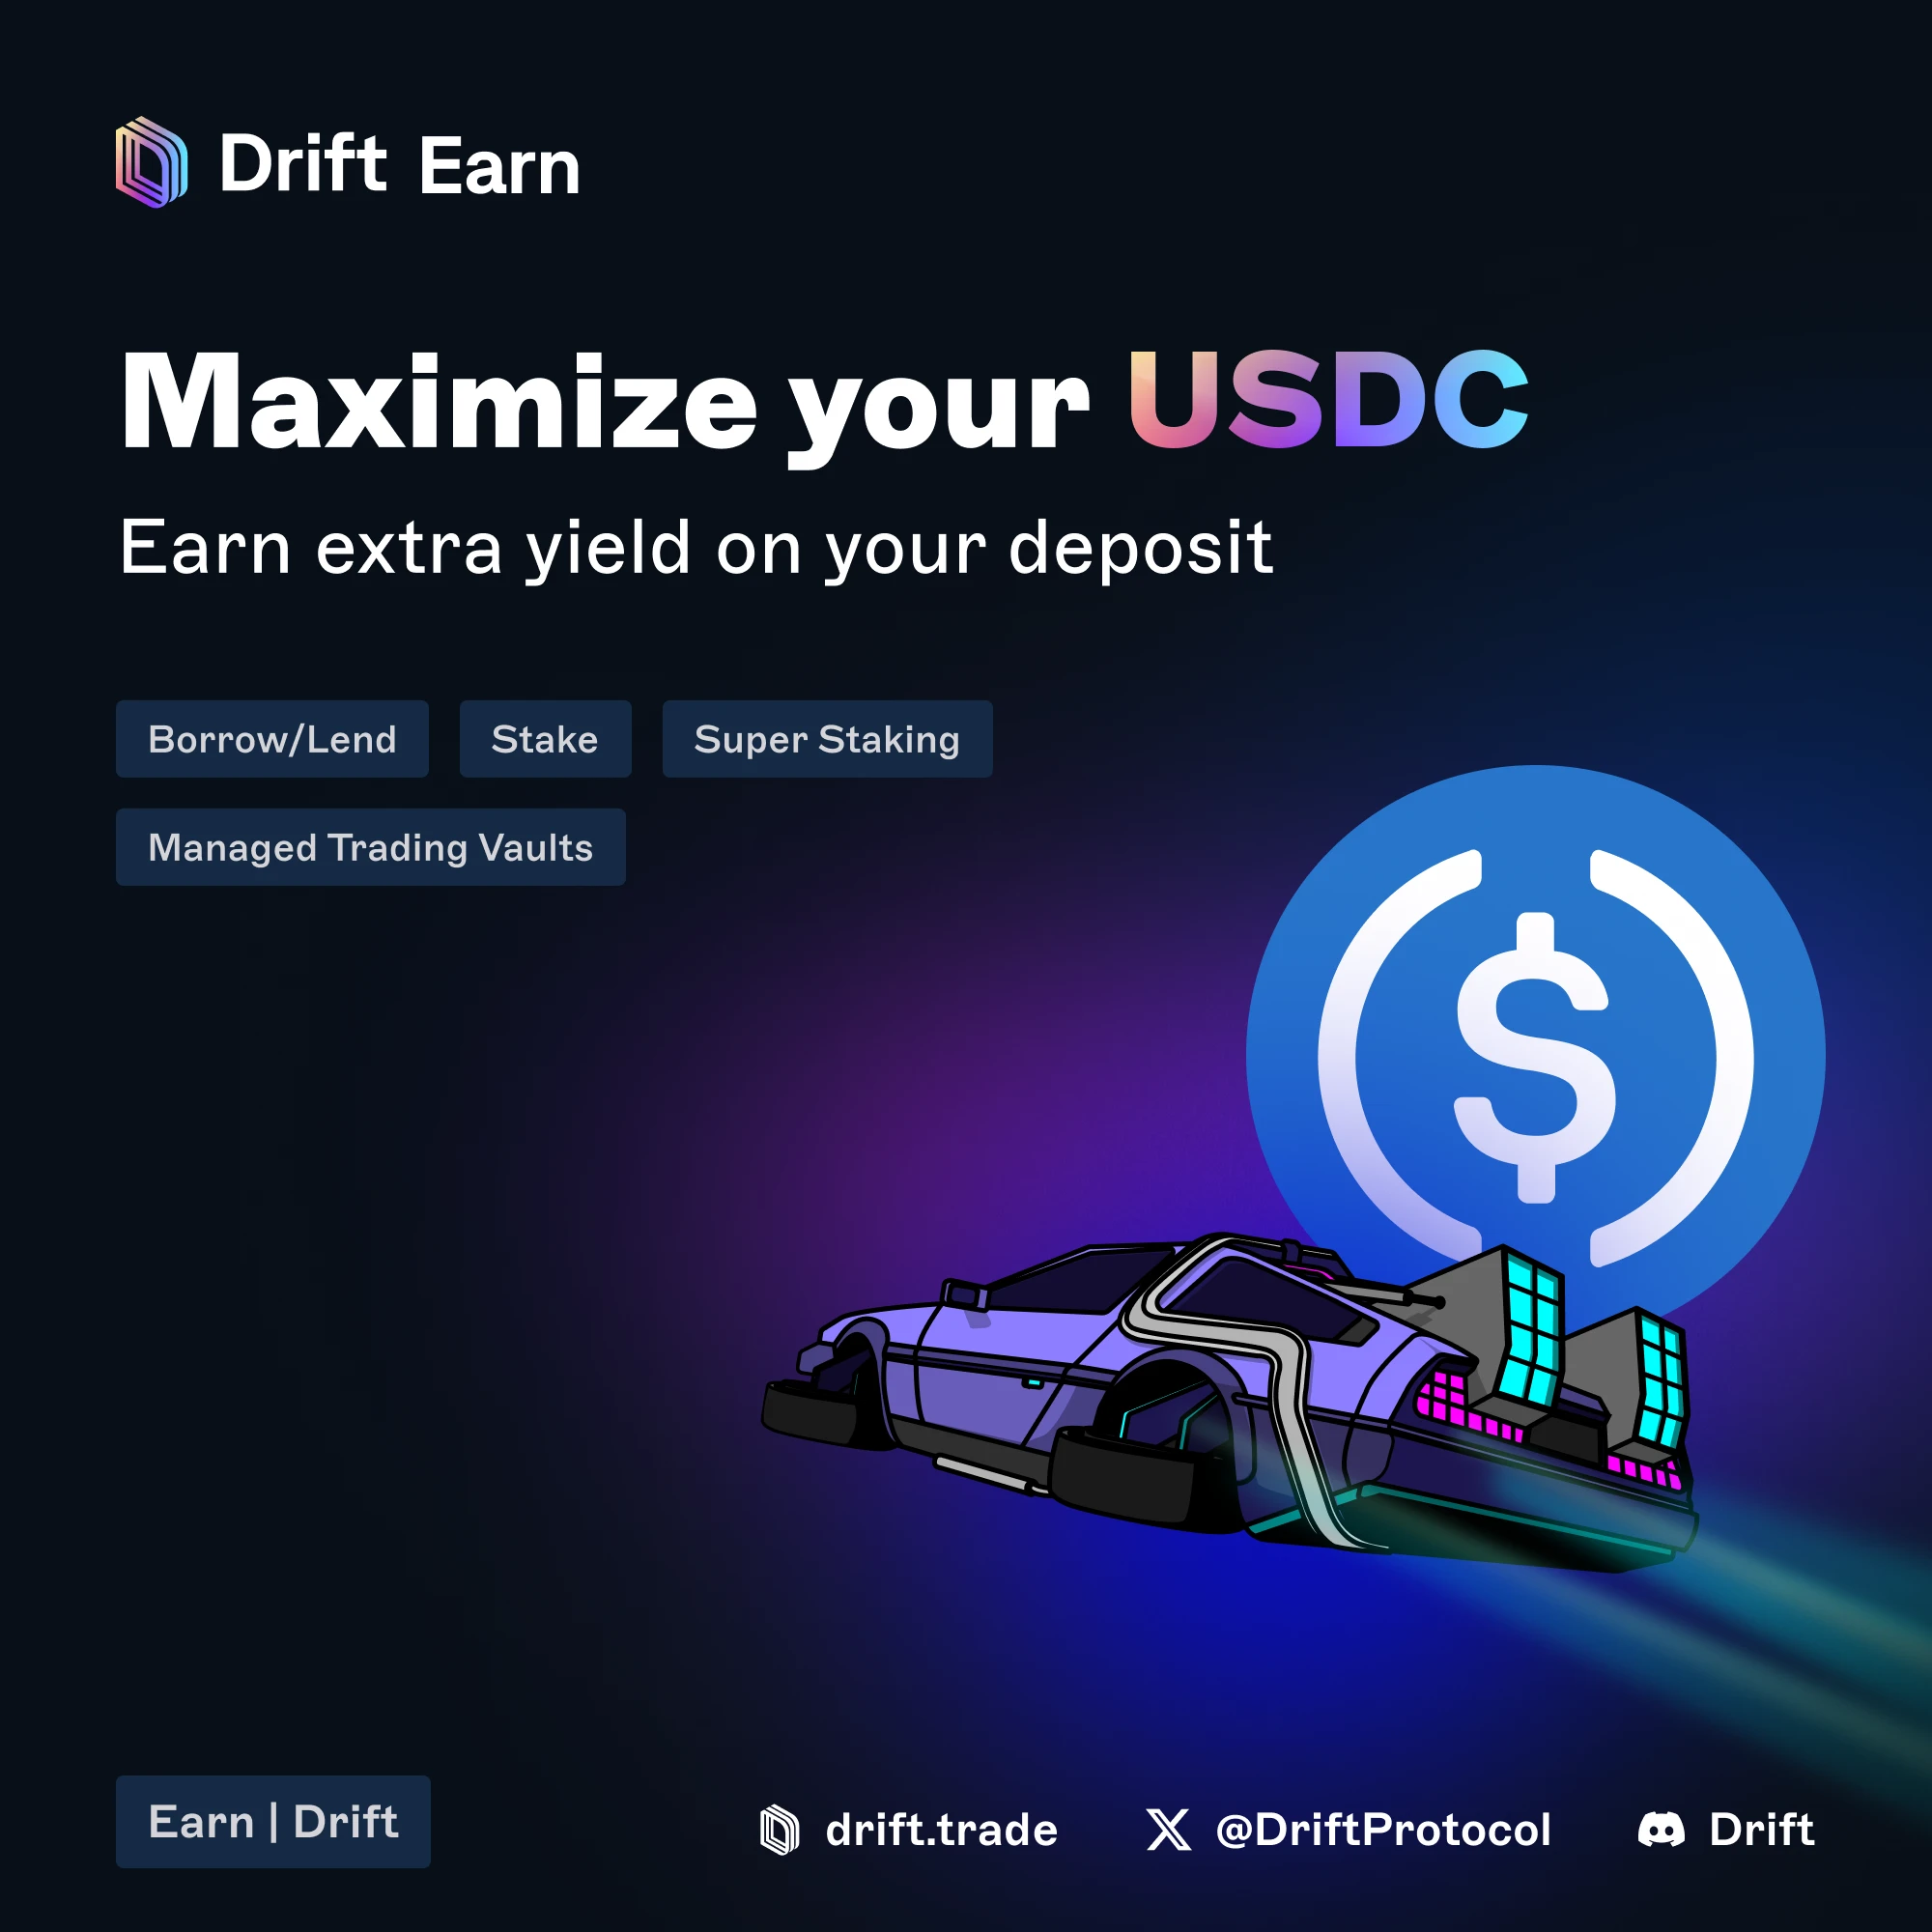 Drift Earn
Maximize your USDC
Earn extra yield on your deposit
Borrow/Lend Stake Super Staking
Managed Trading Vaults
Earn | Drift drift.trade @DriftProtocol Drift